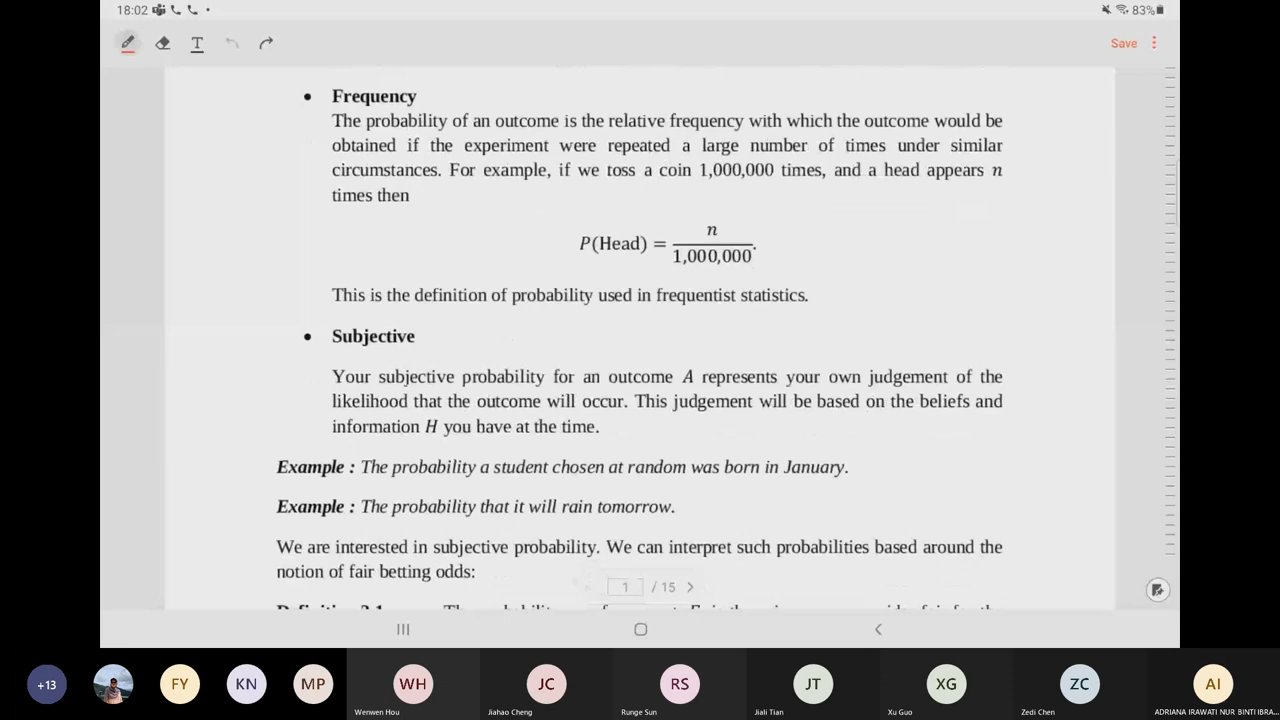 18:02
83%
T
Save
• Frequency
The probability of an outcome is the relative frequency with which the outcome would be
obtained if the experiment were repeated a large number of times under similar
circumstances. For example, if we toss a coin 1,000,000 times, and a head appears n
times then
P(Head) = n / 1,000,000.
This is the definition of probability used in frequentist statistics.
• Subjective
Your subjective probability for an outcome A represents your own judgement of the
likelihood that the outcome will occur. This judgement will be based on the beliefs and
information H you have at the time.
Example : The probability a student chosen at random was born in January.
Example : The probability that it will rain tomorrow.
We are interested in subjective probability. We can interpret such probabilities based around the
notion of fair betting odds:
1 / 15
+13
FY
KN
MP
WH
JC
RS
JT
XG
ZC
AI
Wenwen Hou
Jiahao Cheng
Runge Sun
Jiali Tian
Xu Guo
Zedi Chen
ADRIANA IRAWATI NUR BINTI IBRA...